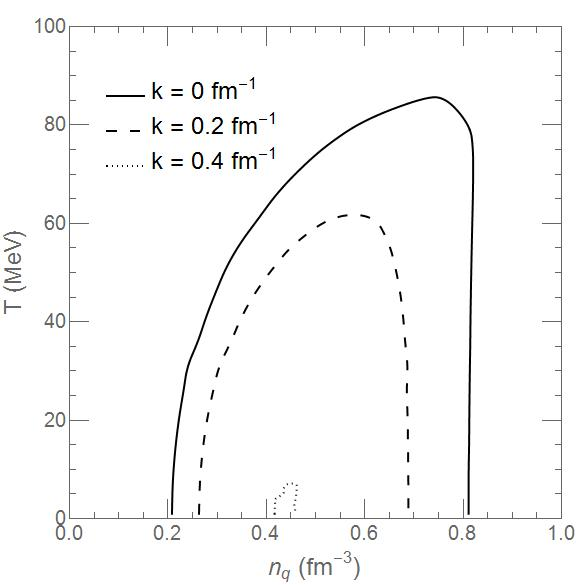 100
80
60
40
20
0
T (MeV)
k = 0 fm⁻¹
k = 0.2 fm⁻¹
k = 0.4 fm⁻¹
0.0 0.2 0.4 0.6 0.8 1.0
n_q (fm⁻³)